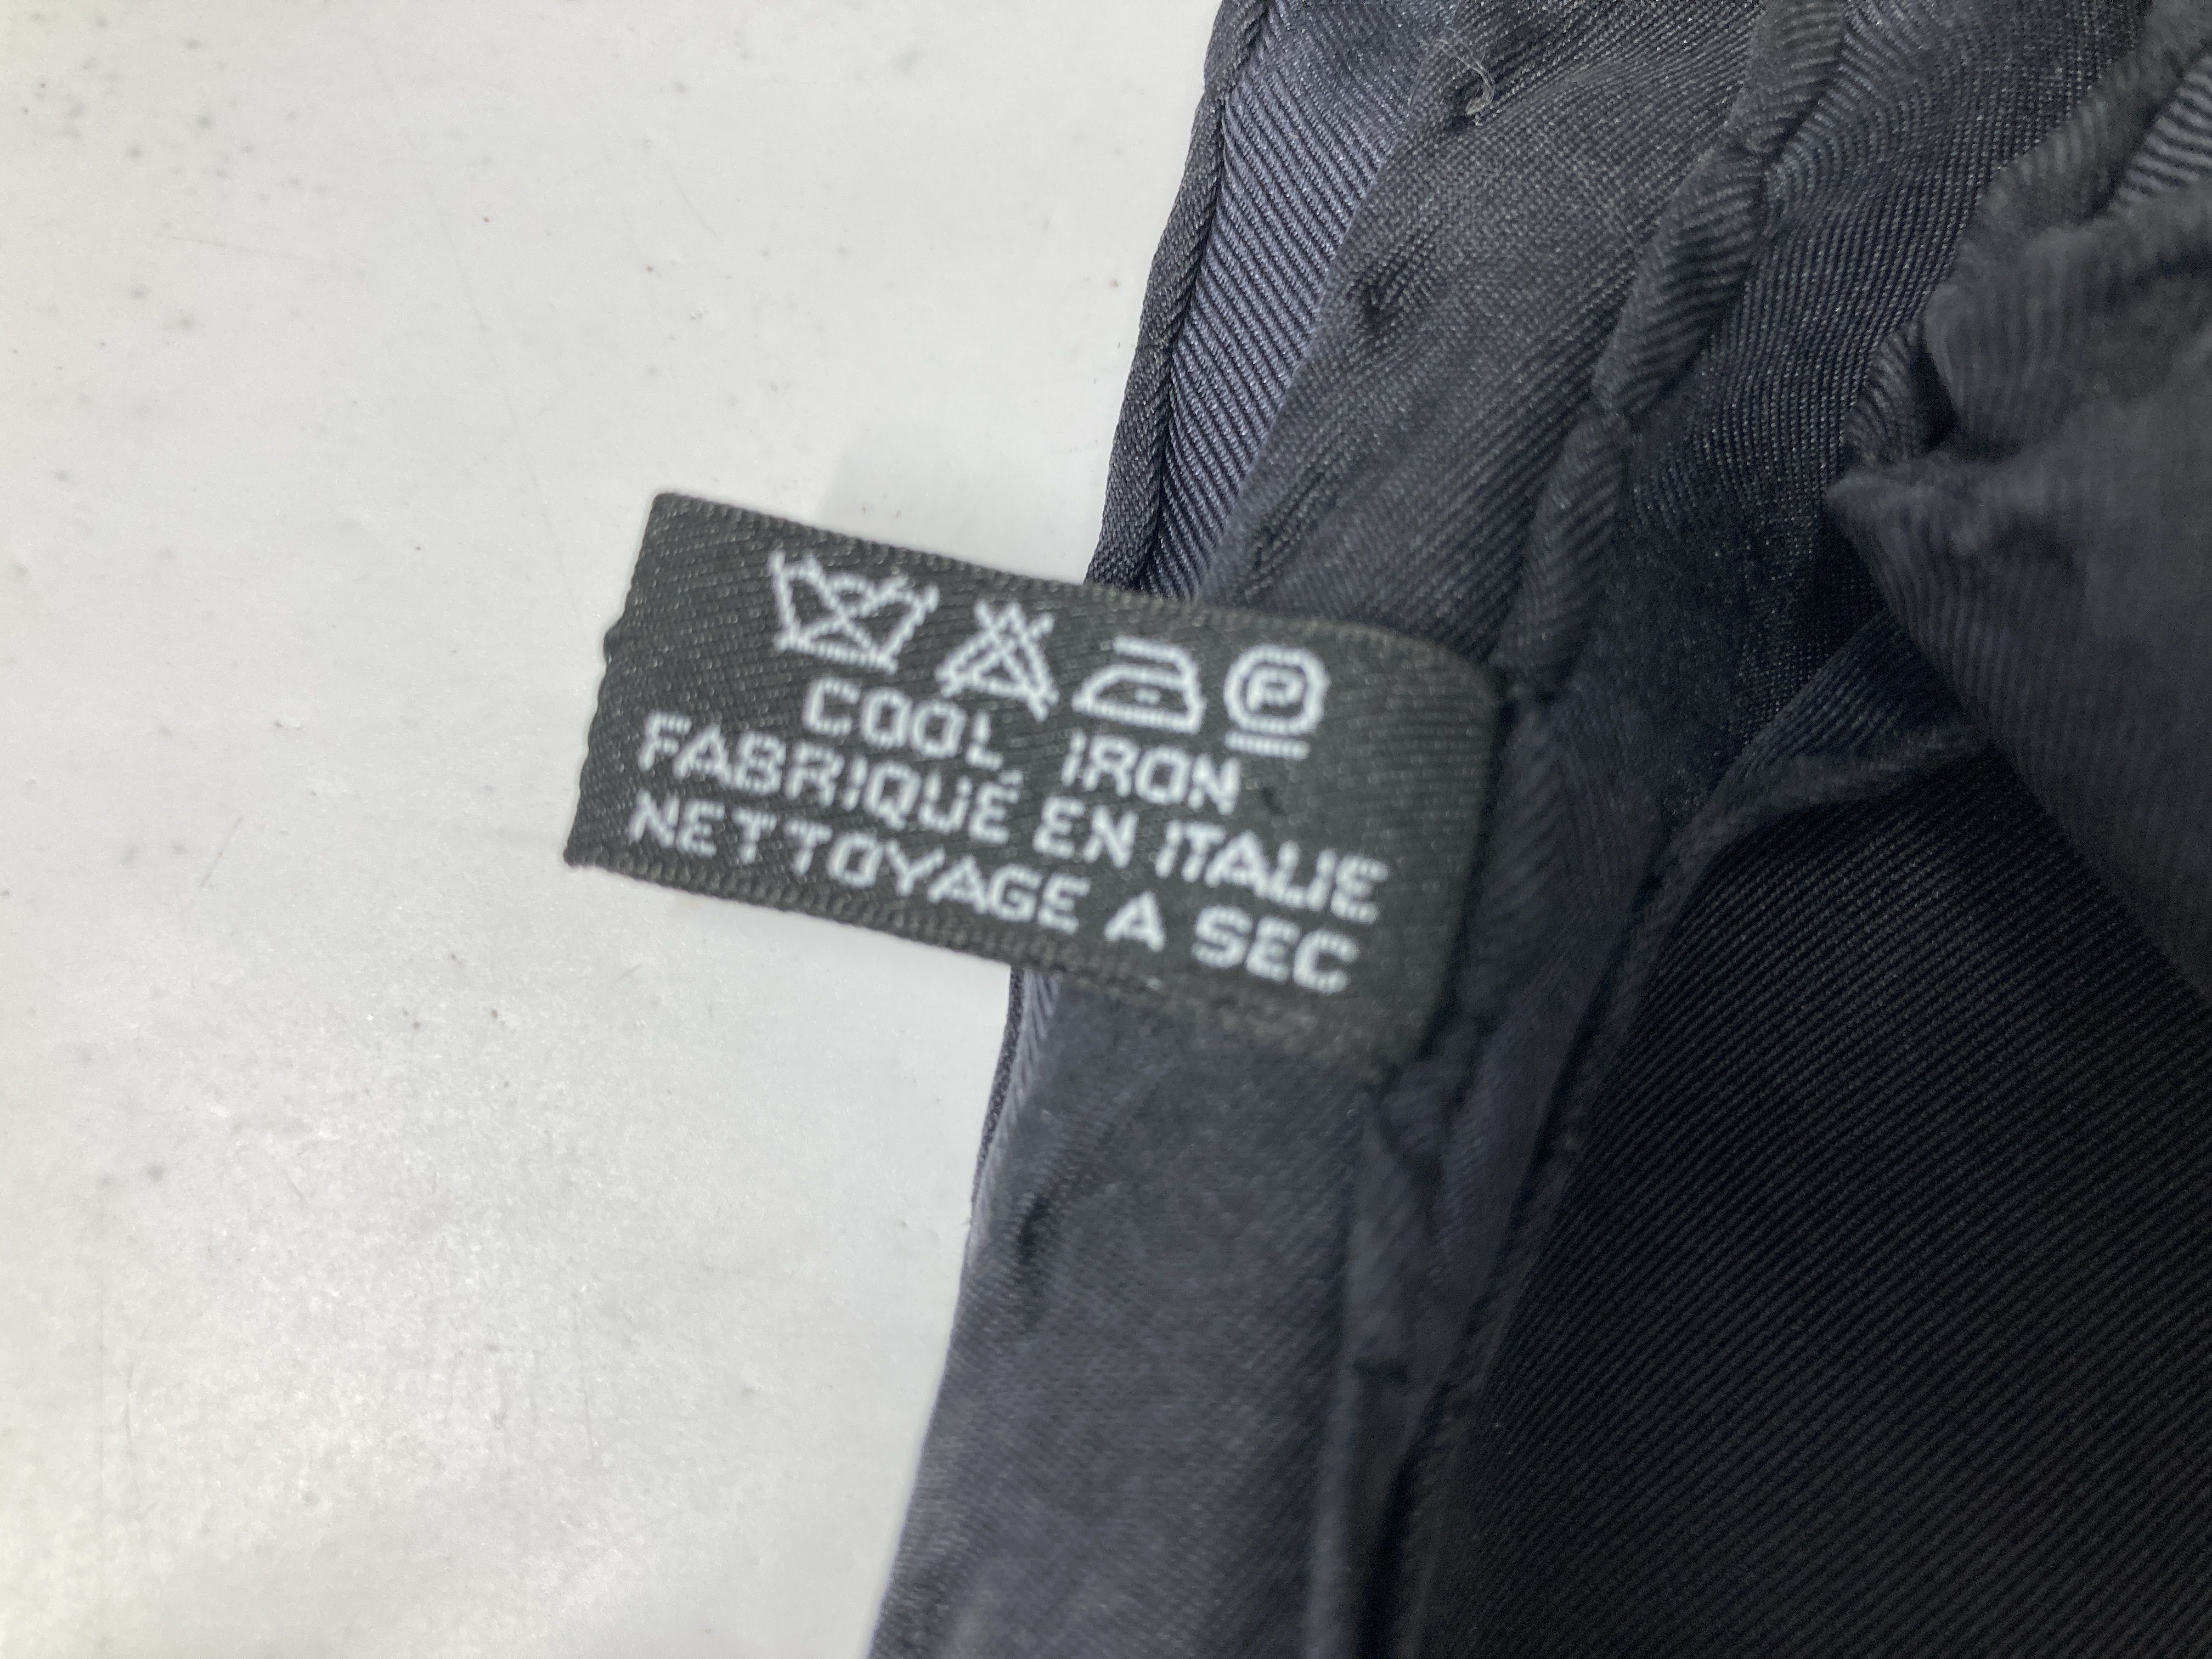 P
COOL IRON
FABRIQUÉ EN ITALIE
NETTOYAGE A SEC